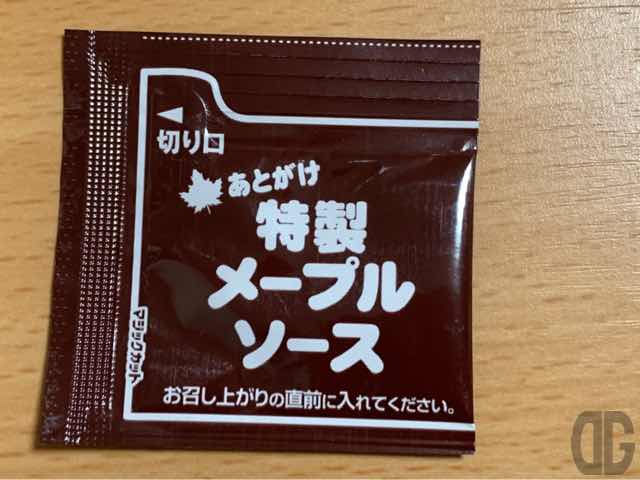 切り口
あとがけ
特製
メープル
ソース
マジックカット
お召し上がりの直前に入れてください。
DG